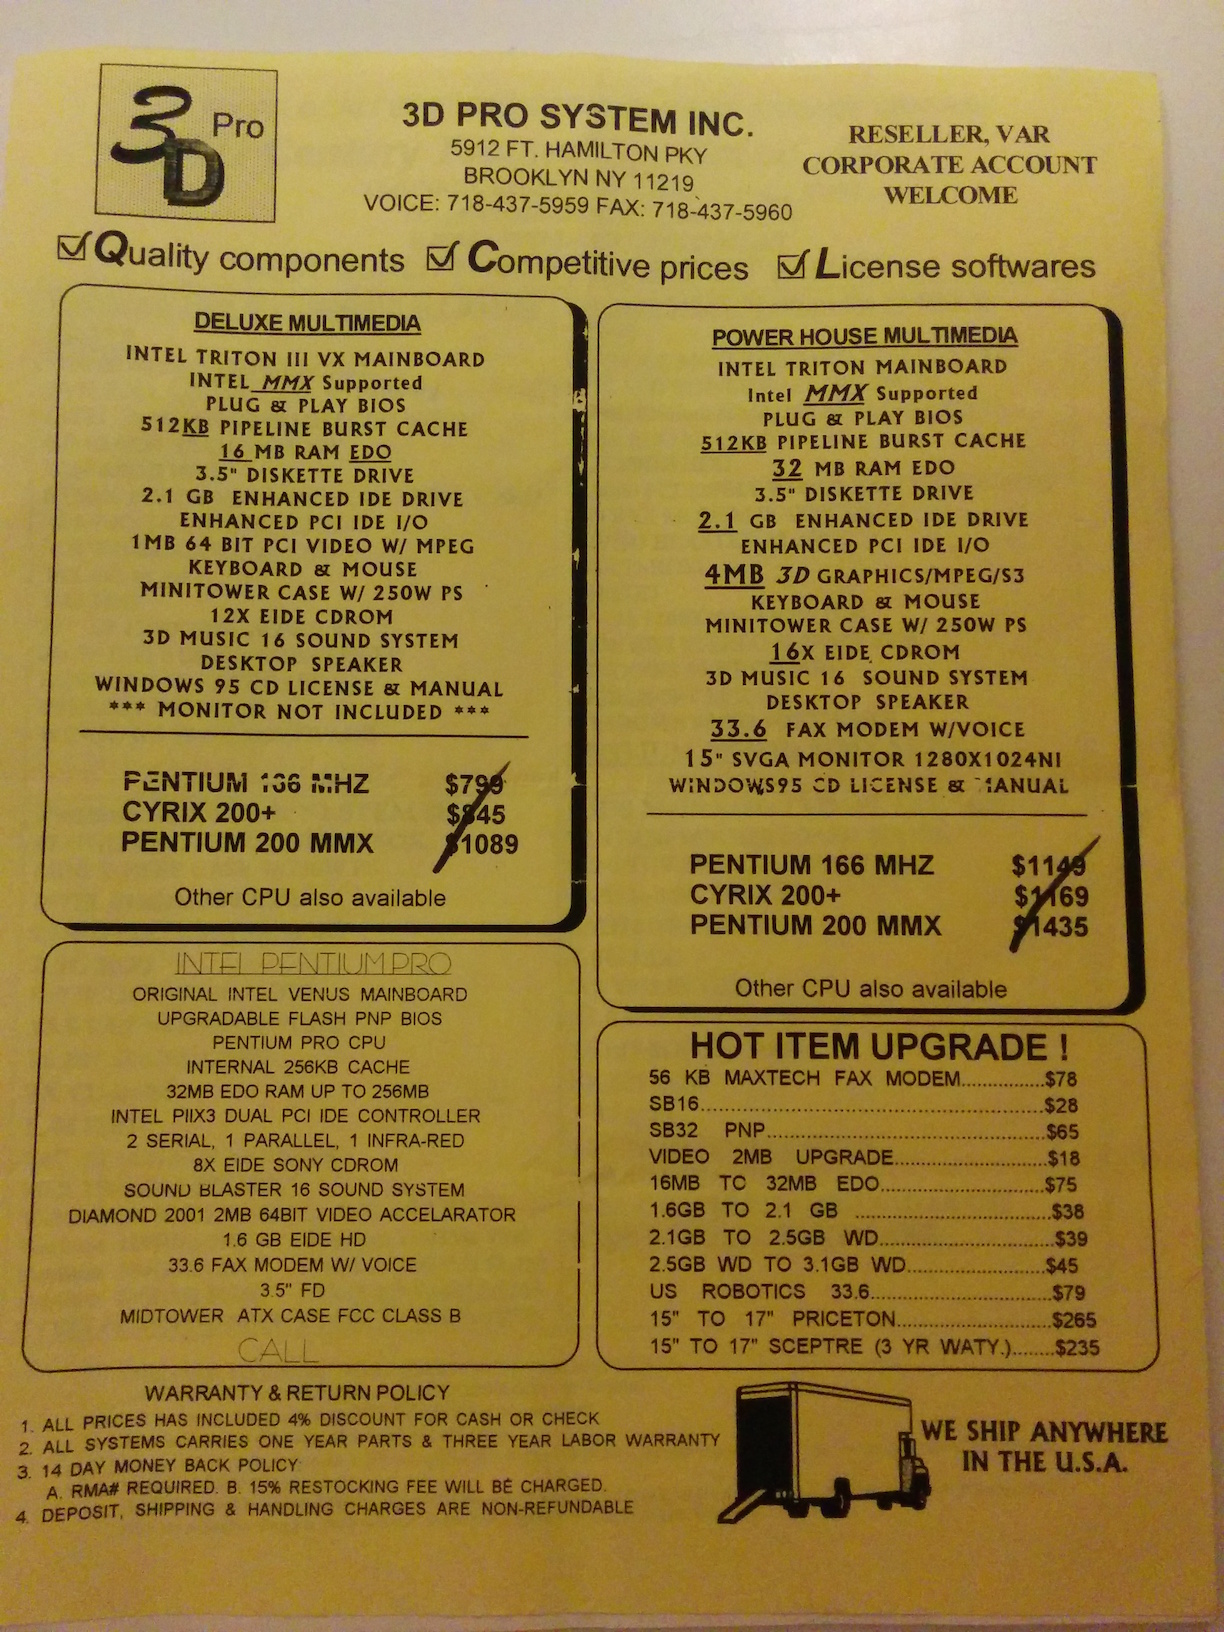 3D Pro
3D PRO SYSTEM INC.
5912 FT. HAMILTON PKY
BROOKLYN NY 11219
VOICE: 718-437-5959 FAX: 718-437-5960
RESELLER, VAR
CORPORATE ACCOUNT
WELCOME
Quality components Competitive prices License softwares
DELUXE MULTIMEDIA
INTEL TRITON III VX MAINBOARD
INTEL MMX Supported
PLUG & PLAY BIOS
512KB PIPELINE BURST CACHE
16 MB RAM EDO
3.5" DISKETTE DRIVE
2.1 GB ENHANCED IDE DRIVE
ENHANCED PCI IDE I/O
1MB 64 BIT PCI VIDEO W/ MPEG
KEYBOARD & MOUSE
MINITOWER CASE W/ 250W PS
12X EIDE CDROM
3D MUSIC 16 SOUND SYSTEM
DESKTOP SPEAKER
WINDOWS 95 CD LICENSE & MANUAL
*** MONITOR NOT INCLUDED ***
PENTIUM 166 MHZ $799
CYRIX 200+ $845
PENTIUM 200 MMX $1089
Other CPU also available
POWER HOUSE MULTIMEDIA
INTEL TRITON MAINBOARD
Intel MMX Supported
PLUG & PLAY BIOS
512KB PIPELINE BURST CACHE
32 MB RAM EDO
3.5" DISKETTE DRIVE
2.1 GB ENHANCED IDE DRIVE
ENHANCED PCI IDE I/O
4MB 3D GRAPHICS/MPEG/S3
KEYBOARD & MOUSE
MINITOWER CASE W/ 250W PS
16X EIDE CDROM
3D MUSIC 16 SOUND SYSTEM
DESKTOP SPEAKER
33.6 FAX MODEM W/VOICE
15" SVGA MONITOR 1280X1024NI
WINDOWS95 CD LICENSE & MANUAL
PENTIUM 166 MHZ $1149
CYRIX 200+ $1169
PENTIUM 200 MMX $1435
Other CPU also available
INTEL PENTIUM PRO
ORIGINAL INTEL VENUS MAINBOARD
UPGRADABLE FLASH PNP BIOS
PENTIUM PRO CPU
INTERNAL 256KB CACHE
32MB EDO RAM UP TO 256MB
INTEL PIIX3 DUAL PCI IDE CONTROLLER
2 SERIAL, 1 PARALLEL, 1 INFRA-RED
8X EIDE SONY CDROM
SOUND BLASTER 16 SOUND SYSTEM
DIAMOND 2001 2MB 64BIT VIDEO ACCELARATOR
1.6 GB EIDE HD
33.6 FAX MODEM W/ VOICE
3.5" FD
MIDTOWER ATX CASE FCC CLASS B
CALL
HOT ITEM UPGRADE !
56 KB MAXTECH FAX MODEM..............$78
SB16..........................................................$28
SB32 PNP...............................................$65
VIDEO 2MB UPGRADE..........................$18
16MB TO 32MB EDO............................$75
1.6GB TO 2.1 GB .................................$38
2.1GB TO 2.5GB WD.............................$39
2.5GB WD TO 3.1GB WD.......................$45
US ROBOTICS 33.6..............................$79
15" TO 17" PRICETON..........................$265
15" TO 17" SCEPTRE (3 YR WATY.)........$235
WARRANTY & RETURN POLICY
1. ALL PRICES HAS INCLUDED 4% DISCOUNT FOR CASH OR CHECK
2. ALL SYSTEMS CARRIES ONE YEAR PARTS & THREE YEAR LABOR WARRANTY
3. 14 DAY MONEY BACK POLICY
A. RMA# REQUIRED. B. 15% RESTOCKING FEE WILL BE CHARGED.
4. DEPOSIT, SHIPPING & HANDLING CHARGES ARE NON-REFUNDABLE
WE SHIP ANYWHERE
IN THE U.S.A.